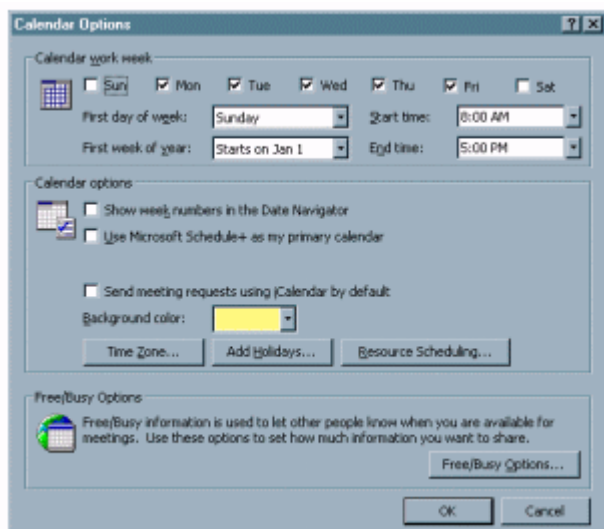 Calendar Options
Calendar work week
Sun Mon Tue Wed Thu Fri Sat
First day of week: Sunday Start time: 8:00 AM
First week of year: Starts on Jan 1 End time: 5:00 PM
Calendar options
Show week numbers in the Date Navigator
Use Microsoft Schedule+ as my primary calendar
Send meeting requests using iCalendar by default
Background color:
Time Zone... Add Holidays... Resource Scheduling...
Free/Busy Options
Free/Busy information is used to let other people know when you are available for
meetings. Use these options to set how much information you want to share.
Free/Busy Options...
OK Cancel